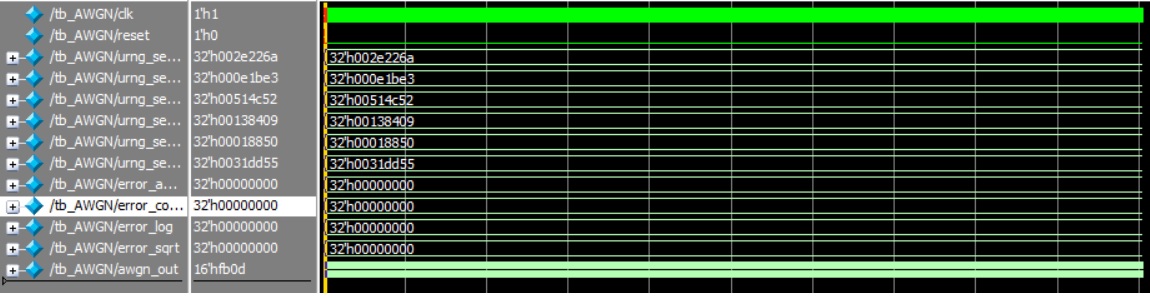 /tb_AWGN/clk 1'h1
/tb_AWGN/reset 1'h0
/tb_AWGN/urng_se... 32'h002e226a 32'h002e226a
/tb_AWGN/urng_se... 32'h000e1be3 32'h000e1be3
/tb_AWGN/urng_se... 32'h00514c52 32'h00514c52
/tb_AWGN/urng_se... 32'h00138409 32'h00138409
/tb_AWGN/urng_se... 32'h00018850 32'h00018850
/tb_AWGN/urng_se... 32'h0031dd55 32'h0031dd55
/tb_AWGN/error_a... 32'h00000000 32'h00000000
/tb_AWGN/error_co... 32'h00000000 32'h00000000
/tb_AWGN/error_log 32'h00000000 32'h00000000
/tb_AWGN/error_sqrt 32'h00000000 32'h00000000
/tb_AWGN/awgn_out 16'hfb0d